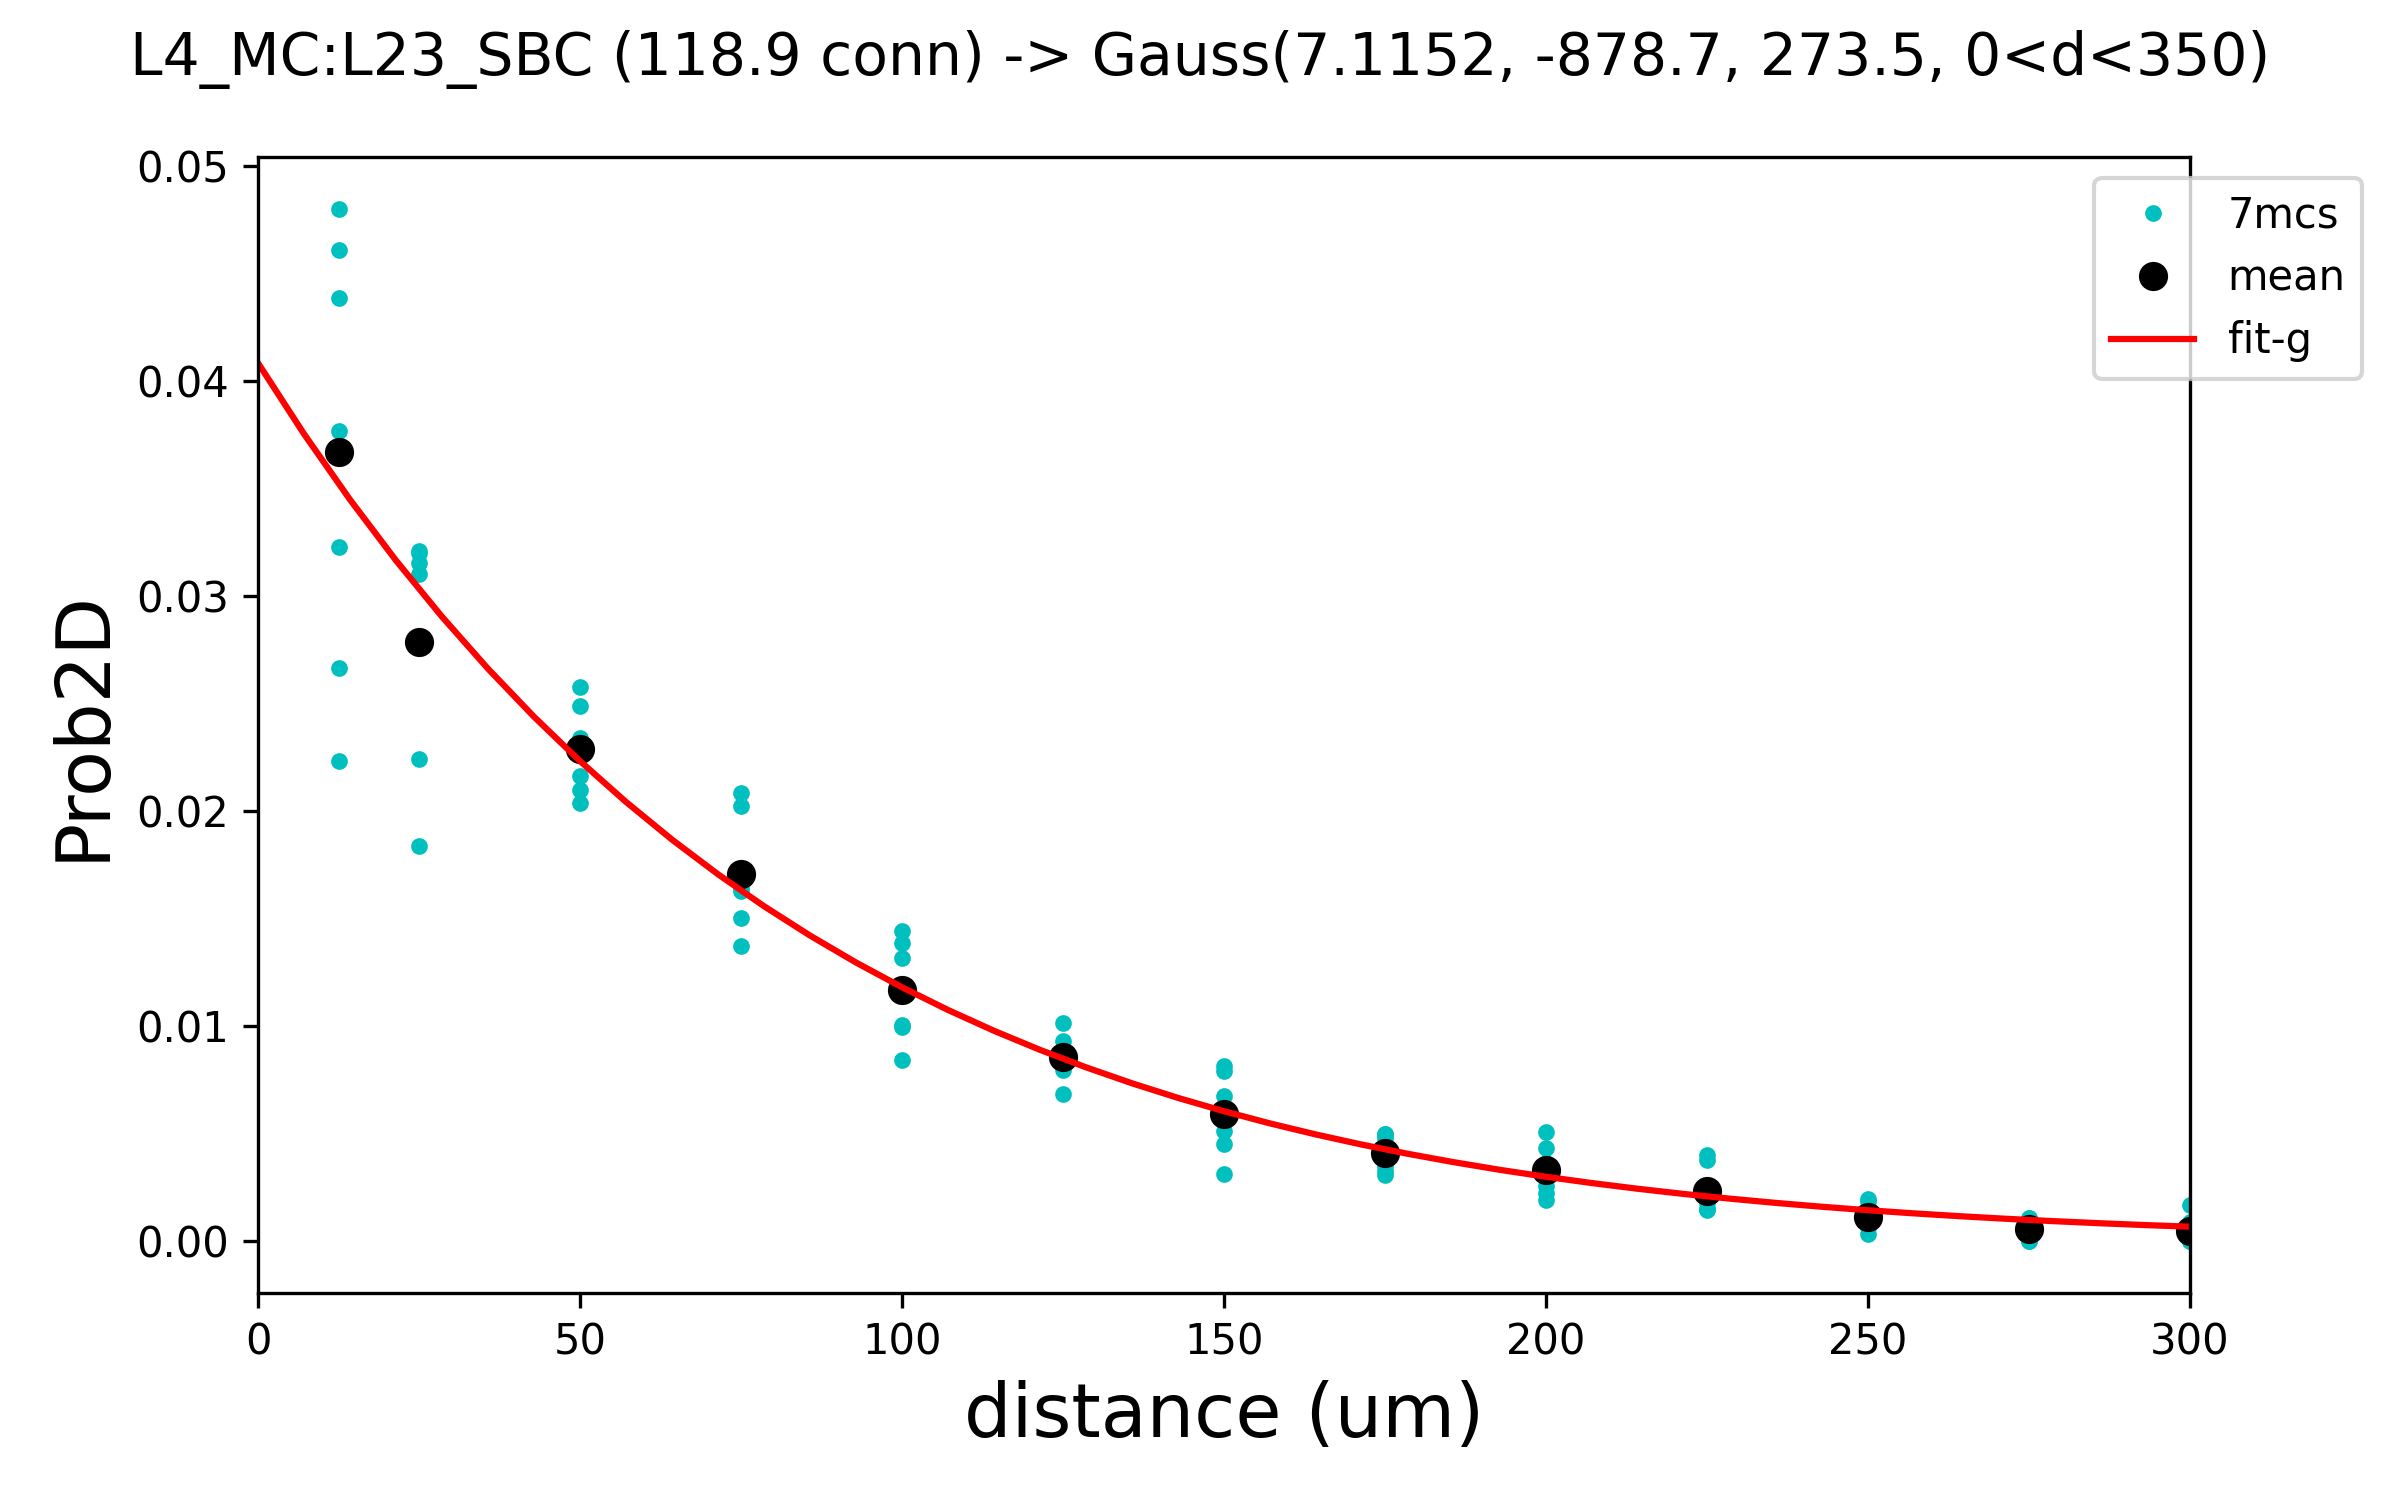 L4_MC:L23_SBC (118.9 conn) -> Gauss(7.1152, -878.7, 273.5, 0<d<350)
0.05
0.04
0.03
0.02
0.01
0.00
Prob2D
7mcs
mean
fit-g
0 50 100 150 200 250 300
distance (um)